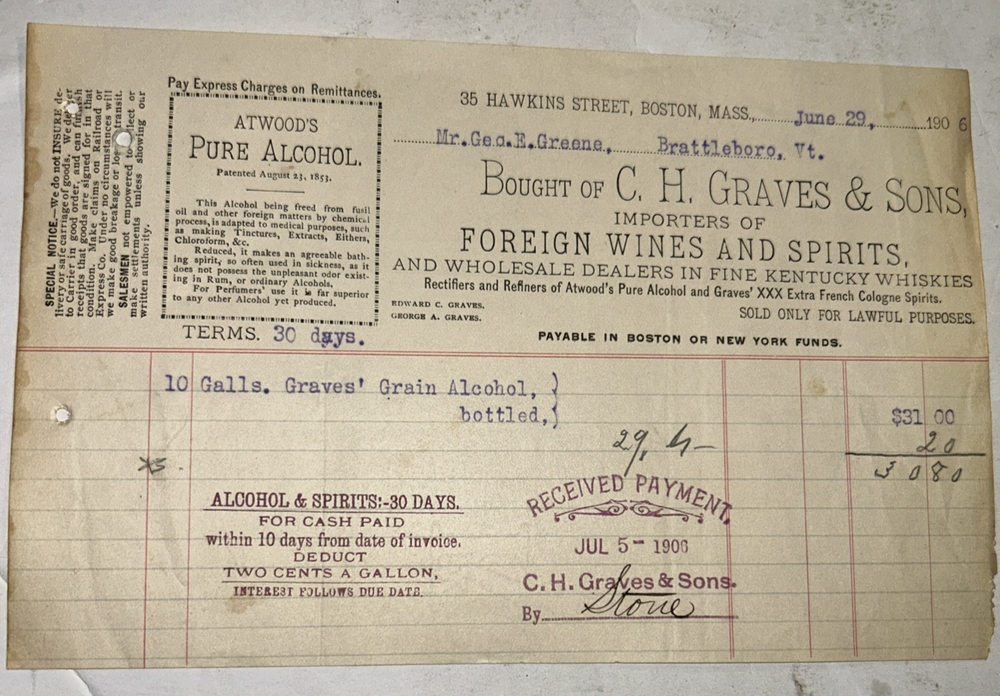 SPECIAL NOTICE.—We do not INSURE de-
livery or safe carriage of goods. We deliver
to Carrier in good order, and can furnish
receipts that goods are signed for in that
condition. Make claims on Railroad or
Express Co. Under no circumstances will
we make good breakage or loss in transit.
SALESMEN not empowered to collect or
make settlements unless showing our
written authority.
Pay Express Charges on Remittances.
ATWOOD'S
PURE ALCOHOL.
Patented August 23, 1853.
This Alcohol being freed from fusil
oil and other foreign matters by chemical
process, is adapted to medical purposes, such
as making Tinctures, Extracts, Eithers,
Chloroform, &c.
Reduced, it makes an agreeable bath-
ing spirit, so often used in sickness, as it
does not possess the unpleasant odor exist-
ing in Rum, or ordinary Alcohols.
For Perfumers' use it is far superior
to any other Alcohol yet produced.
TERMS. 30 days.
35 HAWKINS STREET, BOSTON, MASS., June 29, 1906
Mr. Geo. E. Greene, Brattleboro, Vt.
BOUGHT OF C. H. GRAVES & SONS,
IMPORTERS OF
FOREIGN WINES AND SPIRITS,
AND WHOLESALE DEALERS IN FINE KENTUCKY WHISKIES
Rectifiers and Refiners of Atwood's Pure Alcohol and Graves' XXX Extra French Cologne Spirits.
EDWARD C. GRAVES.
GEORGE A. GRAVES.
SOLD ONLY FOR LAWFUL PURPOSES.
PAYABLE IN BOSTON OR NEW YORK FUNDS.
10 Galls. Graves' Grain Alcohol, }
bottled,} $31 00
20
30 80
ALCOHOL & SPIRITS:-30 DAYS.
FOR CASH PAID
within 10 days from date of invoice.
DEDUCT
TWO CENTS A GALLON,
INTEREST FOLLOWS DUE DATE.
RECEIVED PAYMENT.
JUL 5- 1906
C. H. Graves & Sons.
By Stone